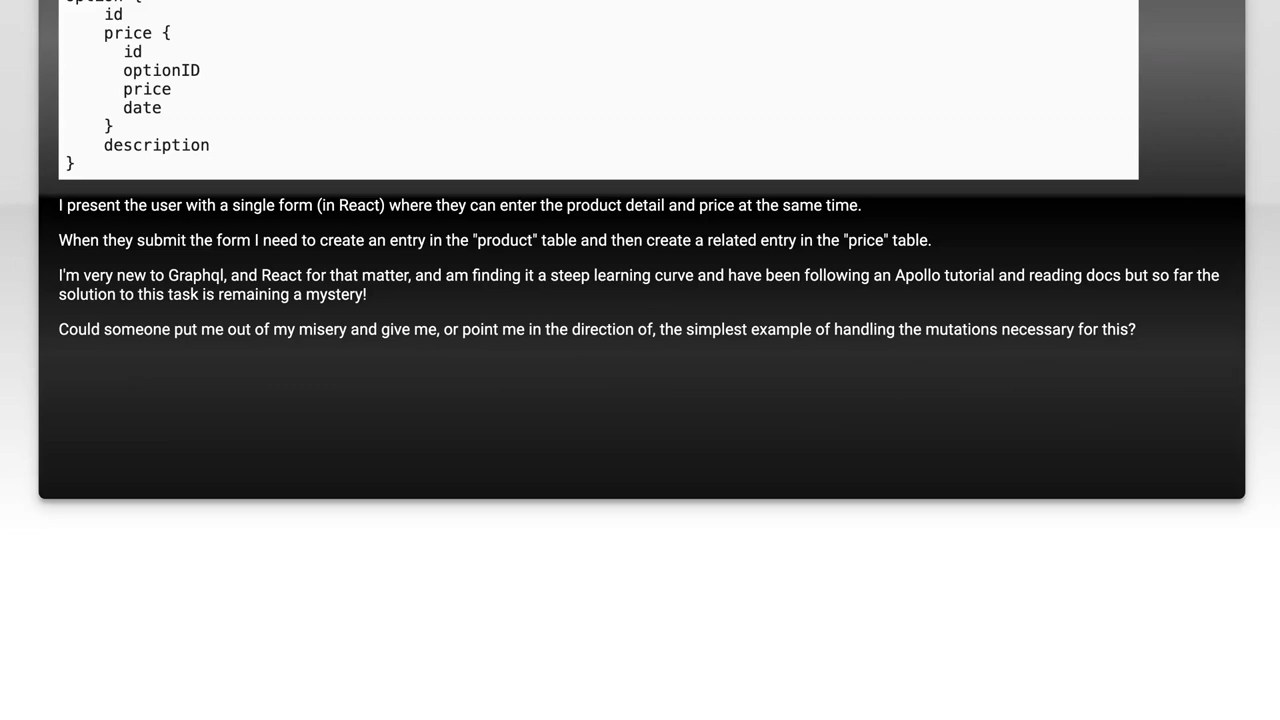 option {
id
price {
id
optionID
price
date
}
description
}
I present the user with a single form (in React) where they can enter the product detail and price at the same time.
When they submit the form I need to create an entry in the "product" table and then create a related entry in the "price" table.
I'm very new to Graphql, and React for that matter, and am finding it a steep learning curve and have been following an Apollo tutorial and reading docs but so far the
solution to this task is remaining a mystery!
Could someone put me out of my misery and give me, or point me in the direction of, the simplest example of handling the mutations necessary for this?